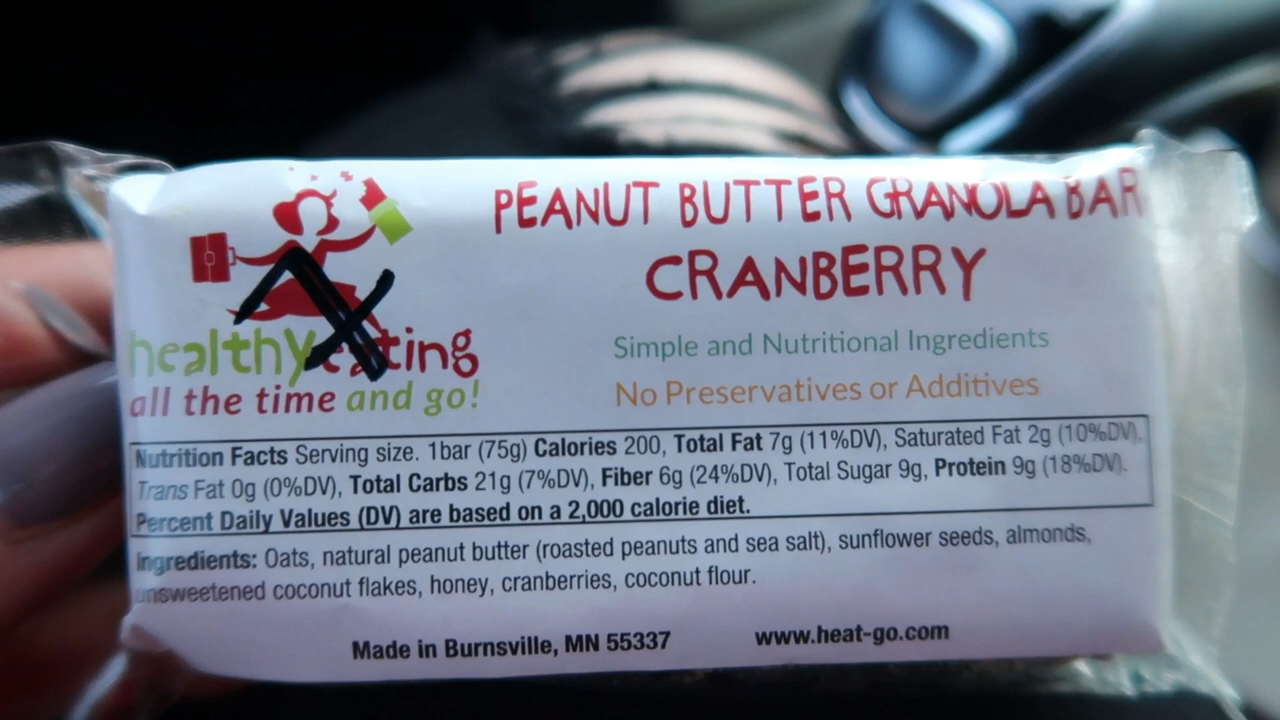 PEANUT BUTTER GRANOLA BAR
CRANBERRY
healthy eating
all the time and go!
Simple and Nutritional Ingredients
No Preservatives or Additives
Nutrition Facts Serving size. 1bar (75g) Calories 200, Total Fat 7g (11%DV), Saturated Fat 2g (10%DV),
Trans Fat 0g (0%DV), Total Carbs 21g (7%DV), Fiber 6g (24%DV), Total Sugar 9g, Protein 9g (18%DV).
Percent Daily Values (DV) are based on a 2,000 calorie diet.
Ingredients: Oats, natural peanut butter (roasted peanuts and sea salt), sunflower seeds, almonds,
unsweetened coconut flakes, honey, cranberries, coconut flour.
Made in Burnsville, MN 55337 www.heat-go.com